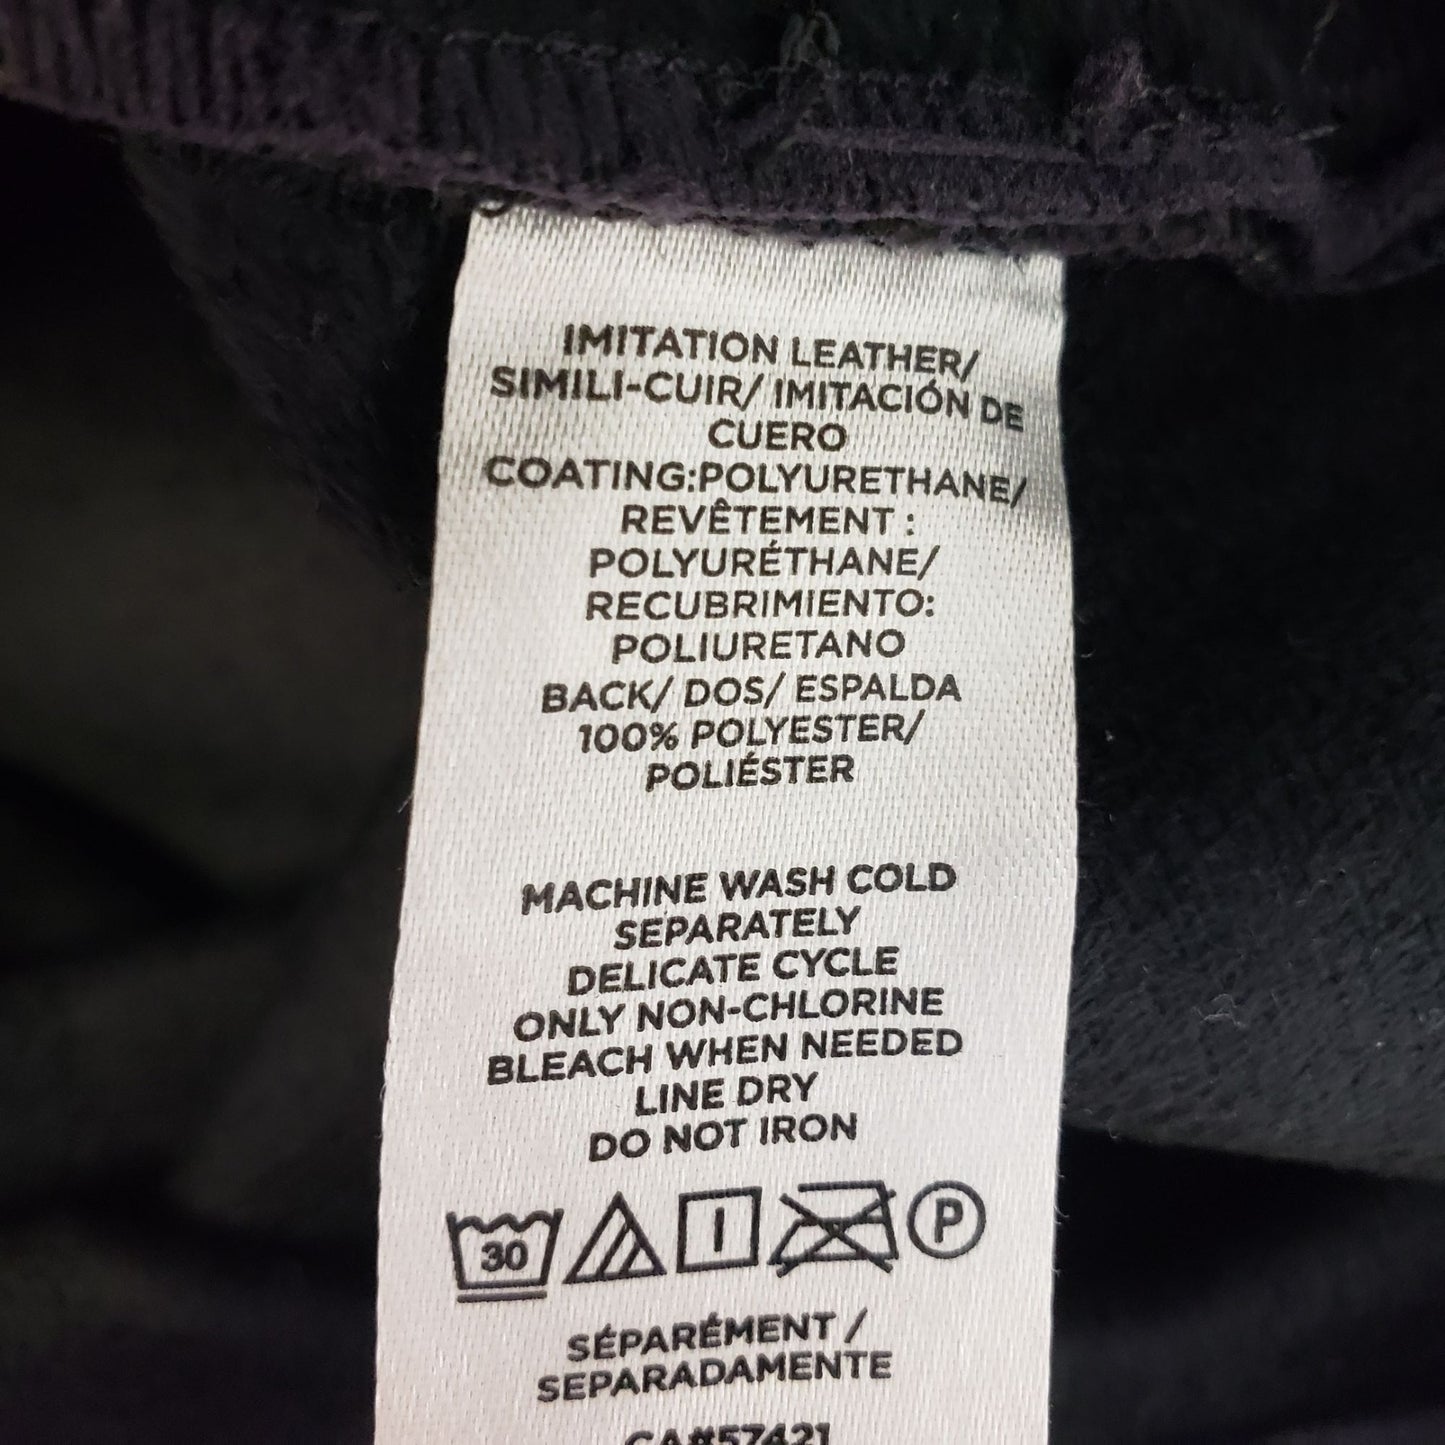 IMITATION LEATHER/
SIMILI-CUIR/ IMITACIÓN DE
CUERO
COATING:POLYURETHANE/
REVÊTEMENT :
POLYURÉTHANE/
RECUBRIMIENTO:
POLIURETANO
BACK/ DOS/ ESPALDA
100% POLYESTER/
POLIÉSTER
MACHINE WASH COLD
SEPARATELY
DELICATE CYCLE
ONLY NON-CHLORINE
BLEACH WHEN NEEDED
LINE DRY
DO NOT IRON
30 P
SÉPARÉMENT /
SEPARADAMENTE
CA#57421